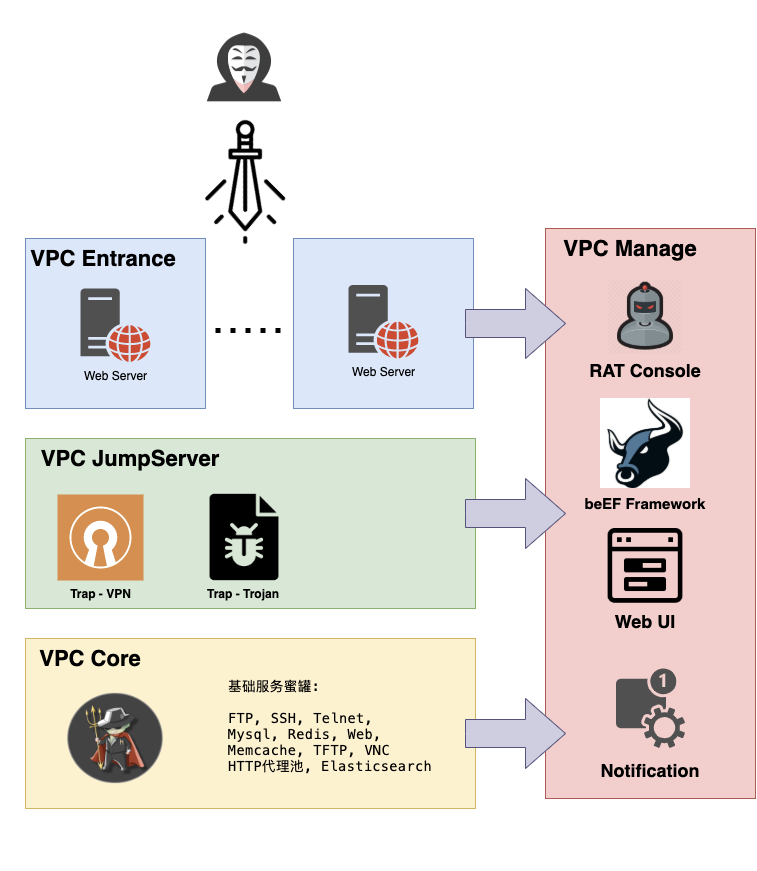 VPC Entrance
Web Server
Web Server
VPC JumpServer
Trap - VPN
Trap - Trojan
VPC Core
基础服务蜜罐:
FTP, SSH, Telnet,
Mysql, Redis, Web,
Memcache, TFTP, VNC
HTTP代理池, Elasticsearch
VPC Manage
RAT Console
beEF Framework
Web UI
1
Notification